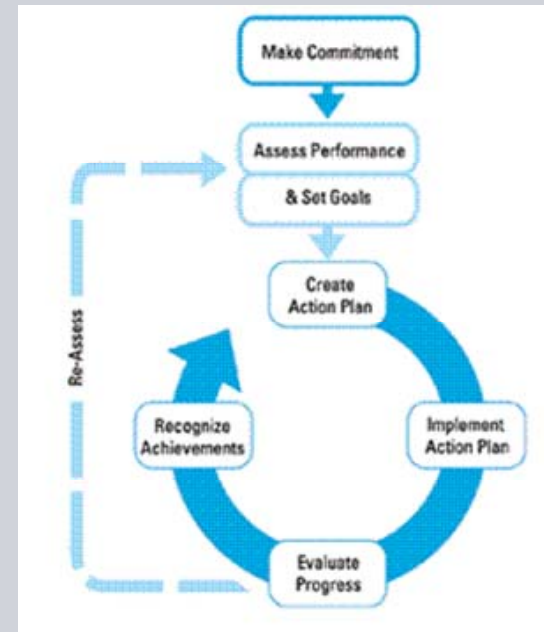 Make Commitment
Assess Performance
& Set Goals
Create
Action Plan
Re-Assess
Recognize
Achievements
Implement
Action Plan
Evaluate
Progress